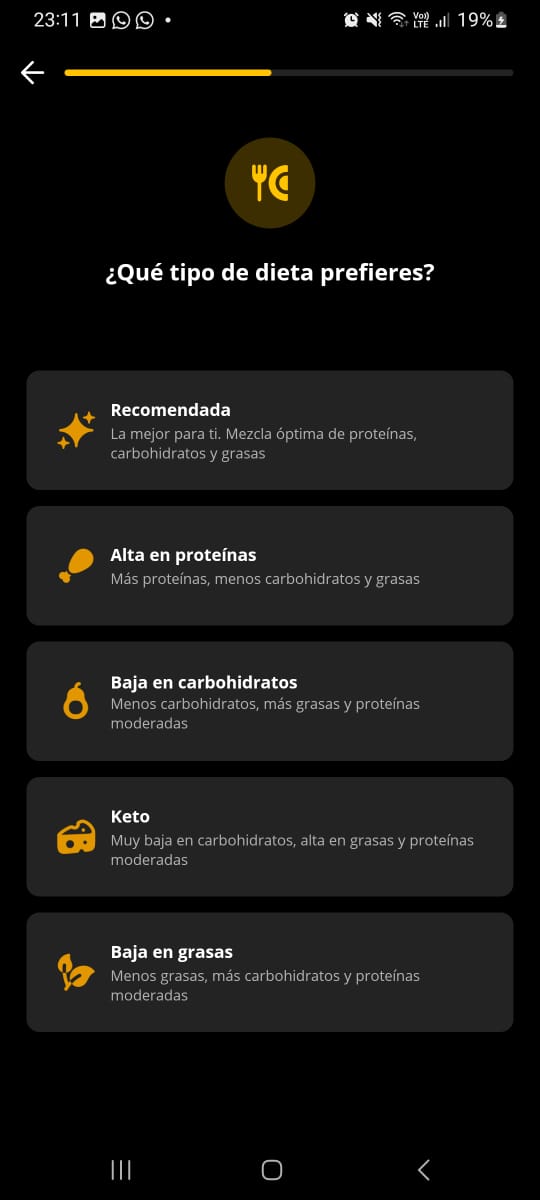 23:11
Vo))
LTE
19%
¿Qué tipo de dieta prefieres?
Recomendada
La mejor para ti. Mezcla óptima de proteínas,
carbohidratos y grasas
Alta en proteínas
Más proteínas, menos carbohidratos y grasas
Baja en carbohidratos
Menos carbohidratos, más grasas y proteínas
moderadas
Keto
Muy baja en carbohidratos, alta en grasas y proteínas
moderadas
Baja en grasas
Menos grasas, más carbohidratos y proteínas
moderadas